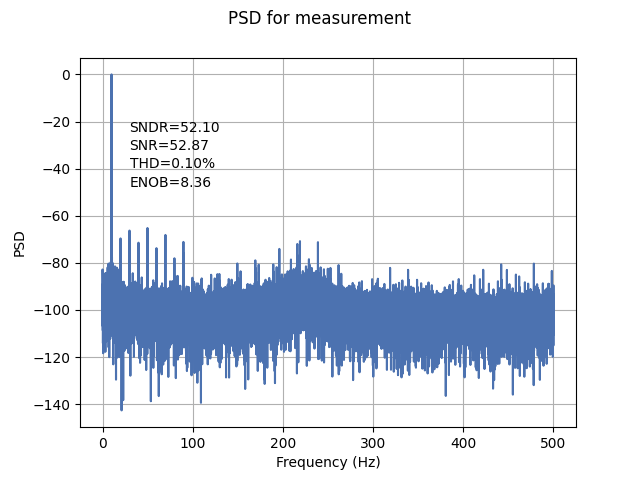 PSD for measurement
0
−20
−40
−60
−80
−100
−120
−140
PSD
SNDR=52.10
SNR=52.87
THD=0.10%
ENOB=8.36
0 100 200 300 400 500
Frequency (Hz)